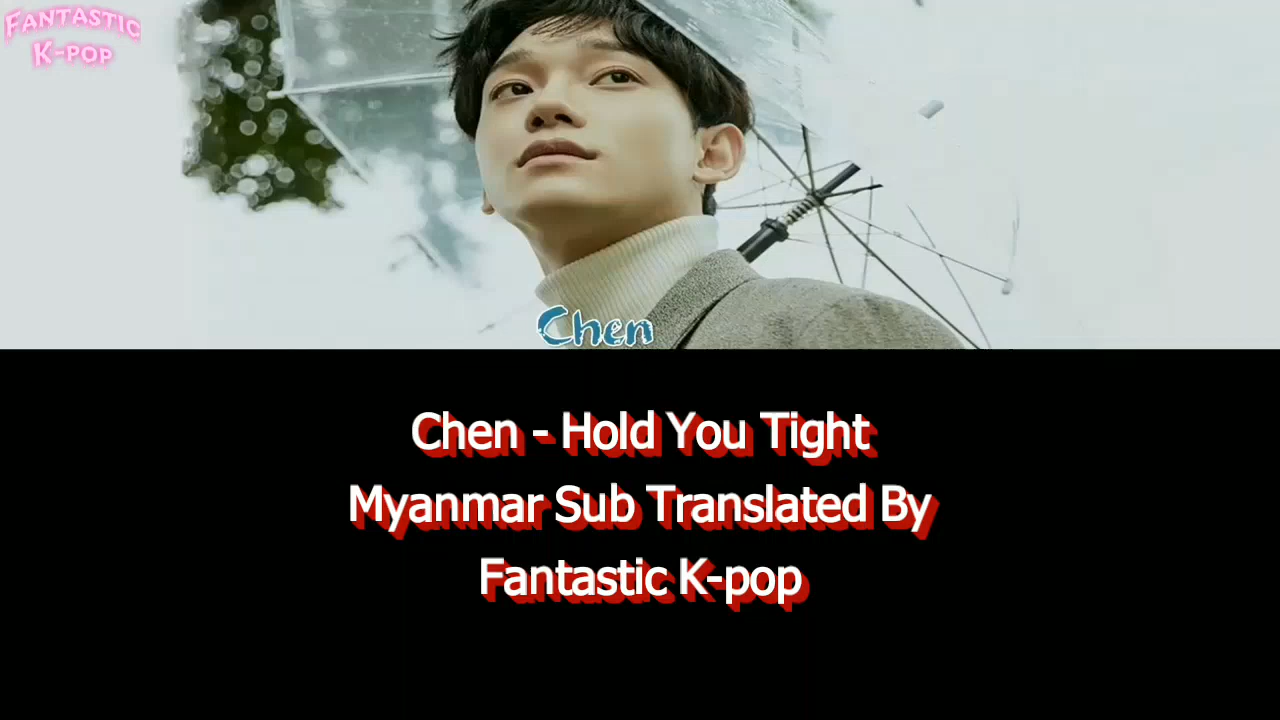 Fantastic
K-pop
Chen
Chen - Hold You Tight
Myanmar Sub Translated By
Fantastic K-pop